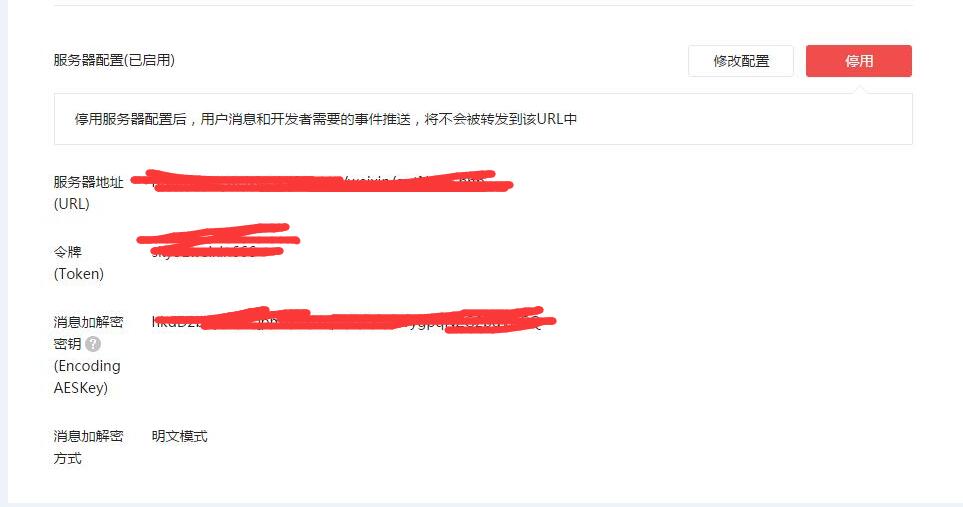 服务器配置(已启用)
修改配置
停用
停用服务器配置后，用户消息和开发者需要的事件推送，将不会被转发到该URL中
服务器地址
(URL)
令牌
(Token)
消息加解密
密钥 ?
(Encoding
AESKey)
消息加解密
方式
明文模式